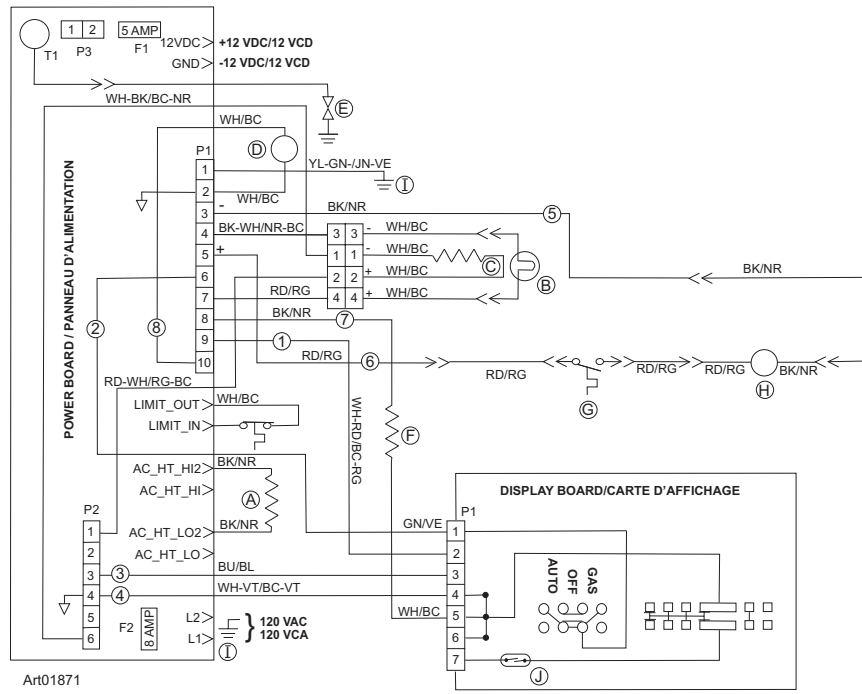 1 2
5 AMP
T1
P3
F1
12VDC
+12 VDC/12 VCD
GND
-12 VDC/12 VCD
WH-BK/BC-NR
E
WH/BC
D
P1
YL-GN-/JN-VE
I
WH/BC
POWER BOARD / PANNEAU D'ALIMENTATION
1
2
3
4
5
6
7
8
9
10
-
BK/NR
5
BK-WH/NR-BC
3 3
- WH/BC
+
1 1
- WH/BC
C
B
BK/NR
2 2
+ WH/BC
RD/RG
4 4
+ WH/BC
2
8
BK/NR
7
1
RD/RG
6
RD/RG
G
RD/RG
RD/RG
H
BK/NR
RD-WH/RG-BC
LIMIT_OUT
WH/BC
LIMIT_IN
WH-RD/BC-RG
F
AC_HT_HI2
BK/NR
AC_HT_HI
A
AC_HT_LO2
BK/NR
AC_HT_LO
DISPLAY BOARD/CARTE D'AFFICHAGE
P2
1
2
3
4
5
6
P1
GN/VE
1
2
3
4
5
6
7
3
BU/BL
4
WH-VT/BC-VT
WH/BC
AUTO
OFF
GAS
J
F2
8 AMP
L2
L1
I
} 120 VAC
120 VCA
Art01871